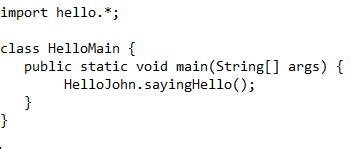 import hello.*;

class HelloMain {
    public static void main(String[] args) {
        HelloJohn.sayingHello();
    }
}